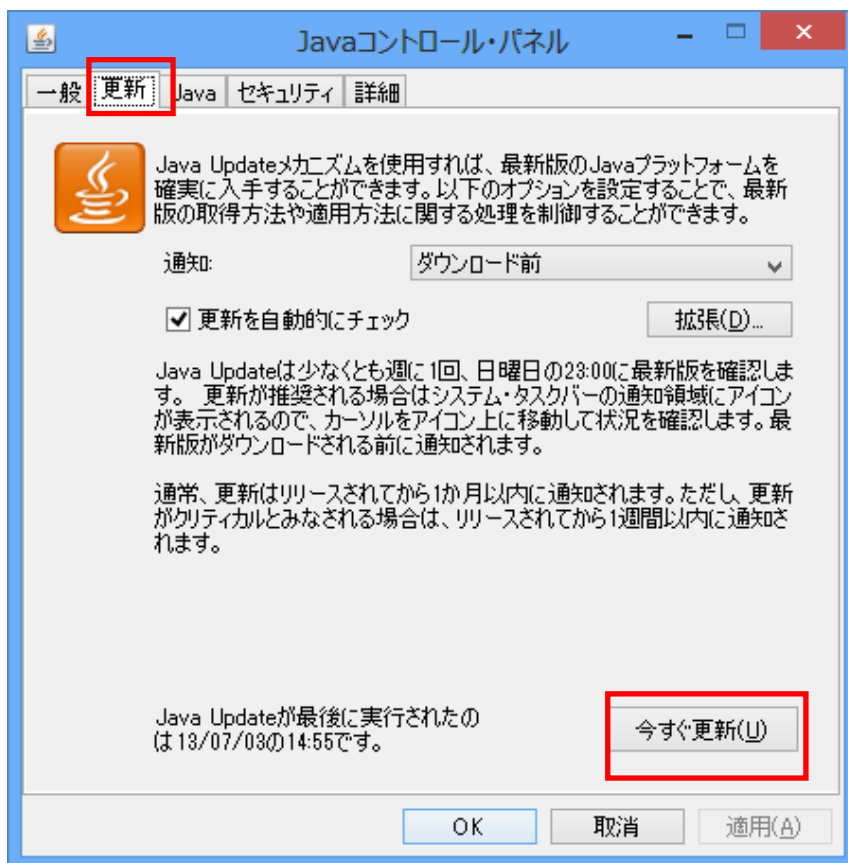 Javaコントロール・パネル
一般 更新 Java セキュリティ 詳細
Java Updateメカニズムを使用すれば、最新版のJavaプラットフォームを
確実に入手することができます。以下のオプションを設定することで、最新
版の取得方法や適用方法に関する処理を制御することができます。
通知: ダウンロード前
更新を自動的にチェック 拡張(D)...
Java Updateは少なくとも週に1回、日曜日の23:00に最新版を確認しま
す。 更新が推奨される場合はシステム・タスクバーの通知領域にアイコン
が表示されるので、カーソルをアイコン上に移動して状況を確認します。最
新版がダウンロードされる前に通知されます。
通常、更新はリリースされてから1か月以内に通知されます。ただし、更新
がクリティカルとみなされる場合は、リリースされてから1週間以内に通知さ
れます。
Java Updateが最後に実行されたの
は13/07/03の14:55です。
今すぐ更新(U)
OK 取消 適用(A)